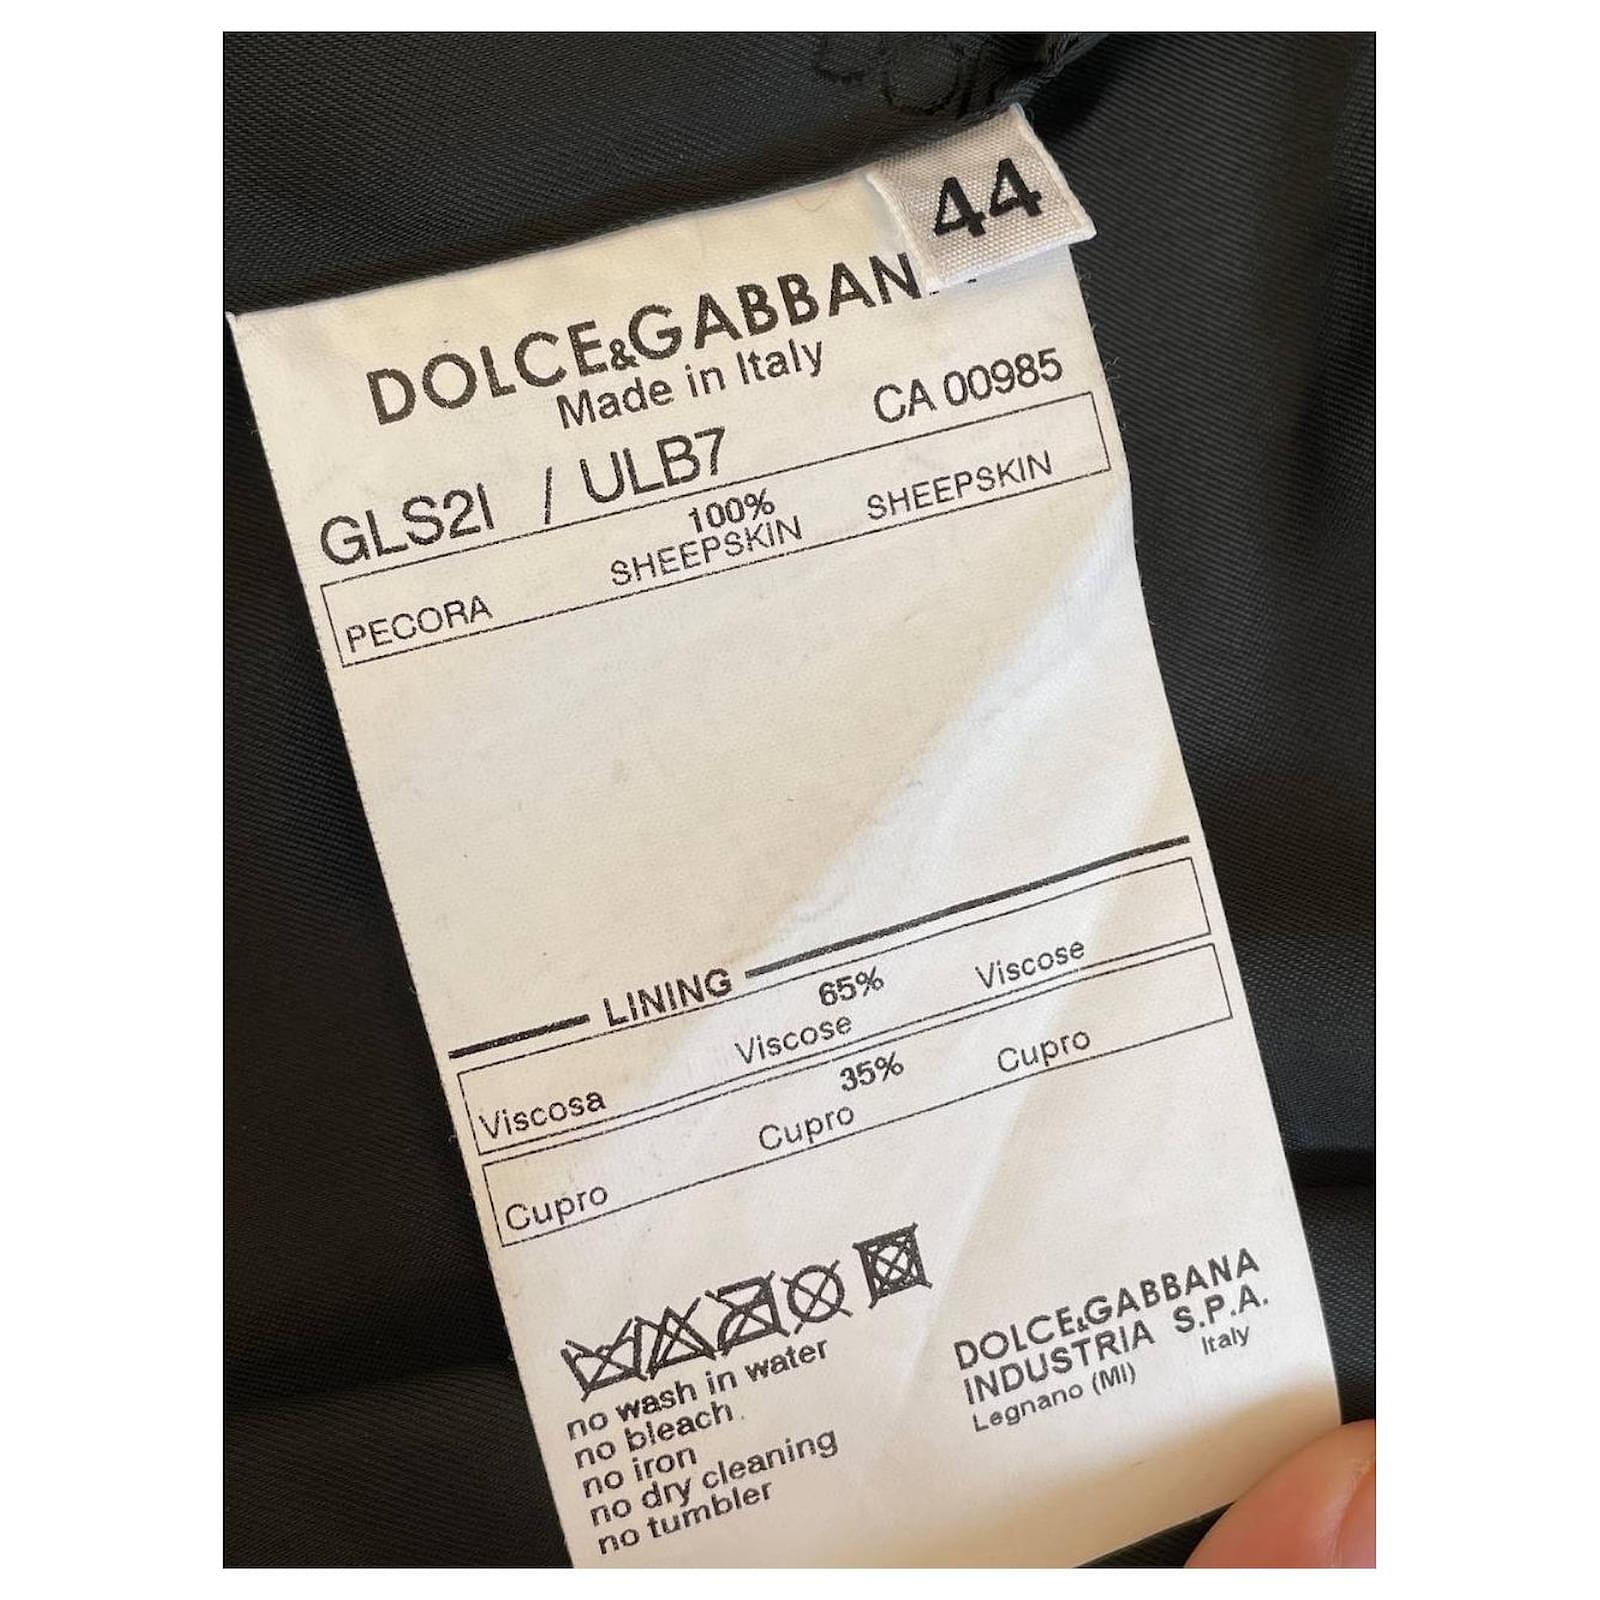 44
DOLCE&GABBAN
Made in Italy
CA 00985
GLS2I / ULB7
100%
PECORA SHEEPSKIN SHEEPSKIN
LINING
65%
Viscosa Viscose Viscose
35%
Cupro Cupro Cupro
no wash in water
no bleach
no iron
no dry cleaning
no tumbler
DOLCE&GABBANA
INDUSTRIA S.P.A.
Legnano (MI) Italy